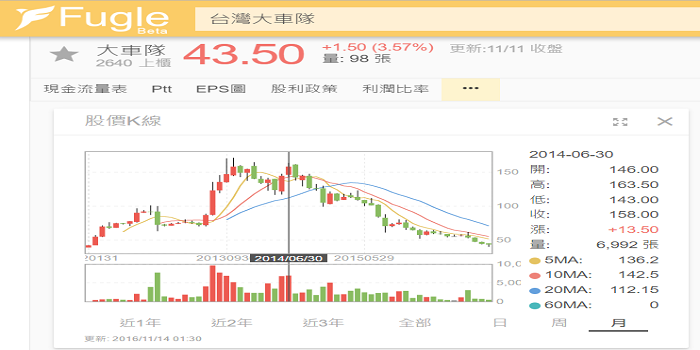 Fugle
Beta
台灣大車隊
大車隊 43.50 +1.50 (3.57%) 更新:11/11 收盤
2640 上櫃 量: 98 張
現金流量表 Ptt EPS圖 股利政策 利潤比率 •••
股價K線
2014-06-30
開: 146.00
高: 163.50
低: 143.00
收: 158.00
漲: +13.50
量: 6,992 張
5MA: 136.2
10MA: 142.5
20MA: 112.15
60MA: 0
150
100
50
20131 2013093 2014/06/30 20150529
10,0
5,00
0
近1年 近2年 近3年 全部 日 周 月
更新: 2016/11/14 01:30